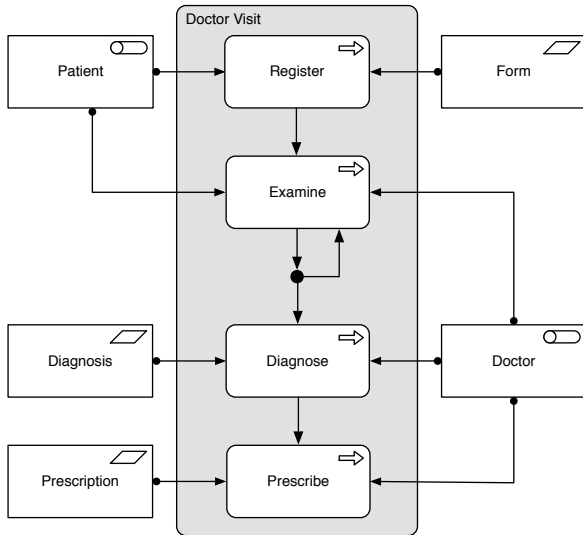 Doctor Visit
Patient
Register
Form
Examine
Diagnosis
Diagnose
Doctor
Prescription
Prescribe